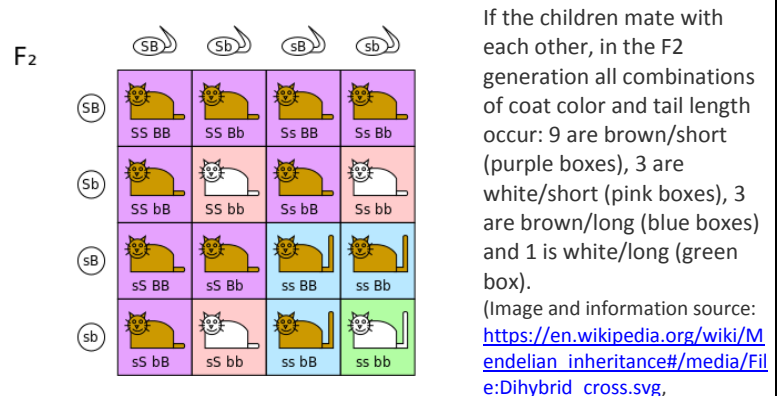 F₂
SB Sb sB sb
SB
SS BB SS Bb Ss BB Ss Bb
Sb
SS bB SS bb Ss bB Ss bb
sB
sS BB sS Bb ss BB ss Bb
sb
sS bB sS bb ss bB ss bb
If the children mate with
each other, in the F2
generation all combinations
of coat color and tail length
occur: 9 are brown/short
(purple boxes), 3 are
white/short (pink boxes), 3
are brown/long (blue boxes)
and 1 is white/long (green
box).
(Image and information source:
https://en.wikipedia.org/wiki/M
endelian_inheritance#/media/Fil
e:Dihybrid_cross.svg,